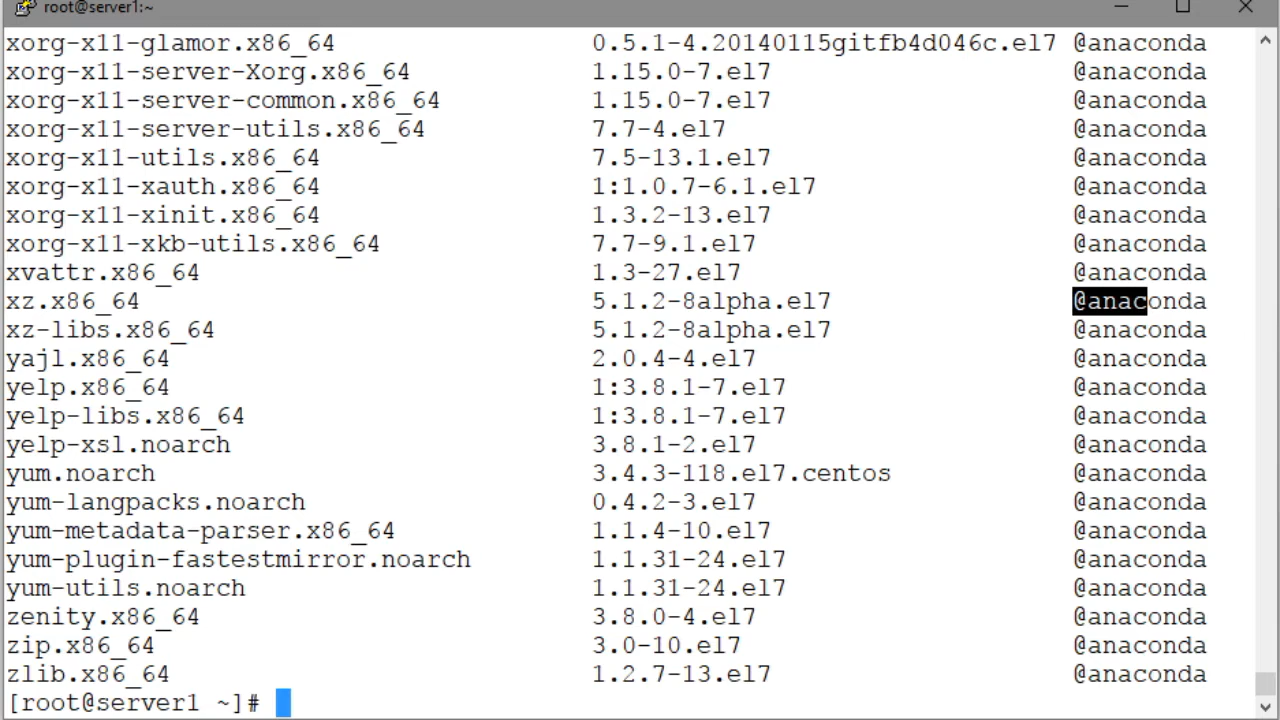 root@server1:~
xorg-x11-glamor.x86_64 0.5.1-4.20140115gitfb4d046c.el7 @anaconda
xorg-x11-server-Xorg.x86_64 1.15.0-7.el7 @anaconda
xorg-x11-server-common.x86_64 1.15.0-7.el7 @anaconda
xorg-x11-server-utils.x86_64 7.7-4.el7 @anaconda
xorg-x11-utils.x86_64 7.5-13.1.el7 @anaconda
xorg-x11-xauth.x86_64 1:1.0.7-6.1.el7 @anaconda
xorg-x11-xinit.x86_64 1.3.2-13.el7 @anaconda
xorg-x11-xkb-utils.x86_64 7.7-9.1.el7 @anaconda
xvattr.x86_64 1.3-27.el7 @anaconda
xz.x86_64 5.1.2-8alpha.el7 @anaconda
xz-libs.x86_64 5.1.2-8alpha.el7 @anaconda
yajl.x86_64 2.0.4-4.el7 @anaconda
yelp.x86_64 1:3.8.1-7.el7 @anaconda
yelp-libs.x86_64 1:3.8.1-7.el7 @anaconda
yelp-xsl.noarch 3.8.1-2.el7 @anaconda
yum.noarch 3.4.3-118.el7.centos @anaconda
yum-langpacks.noarch 0.4.2-3.el7 @anaconda
yum-metadata-parser.x86_64 1.1.4-10.el7 @anaconda
yum-plugin-fastestmirror.noarch 1.1.31-24.el7 @anaconda
yum-utils.noarch 1.1.31-24.el7 @anaconda
zenity.x86_64 3.8.0-4.el7 @anaconda
zip.x86_64 3.0-10.el7 @anaconda
zlib.x86_64 1.2.7-13.el7 @anaconda
[root@server1 ~]#